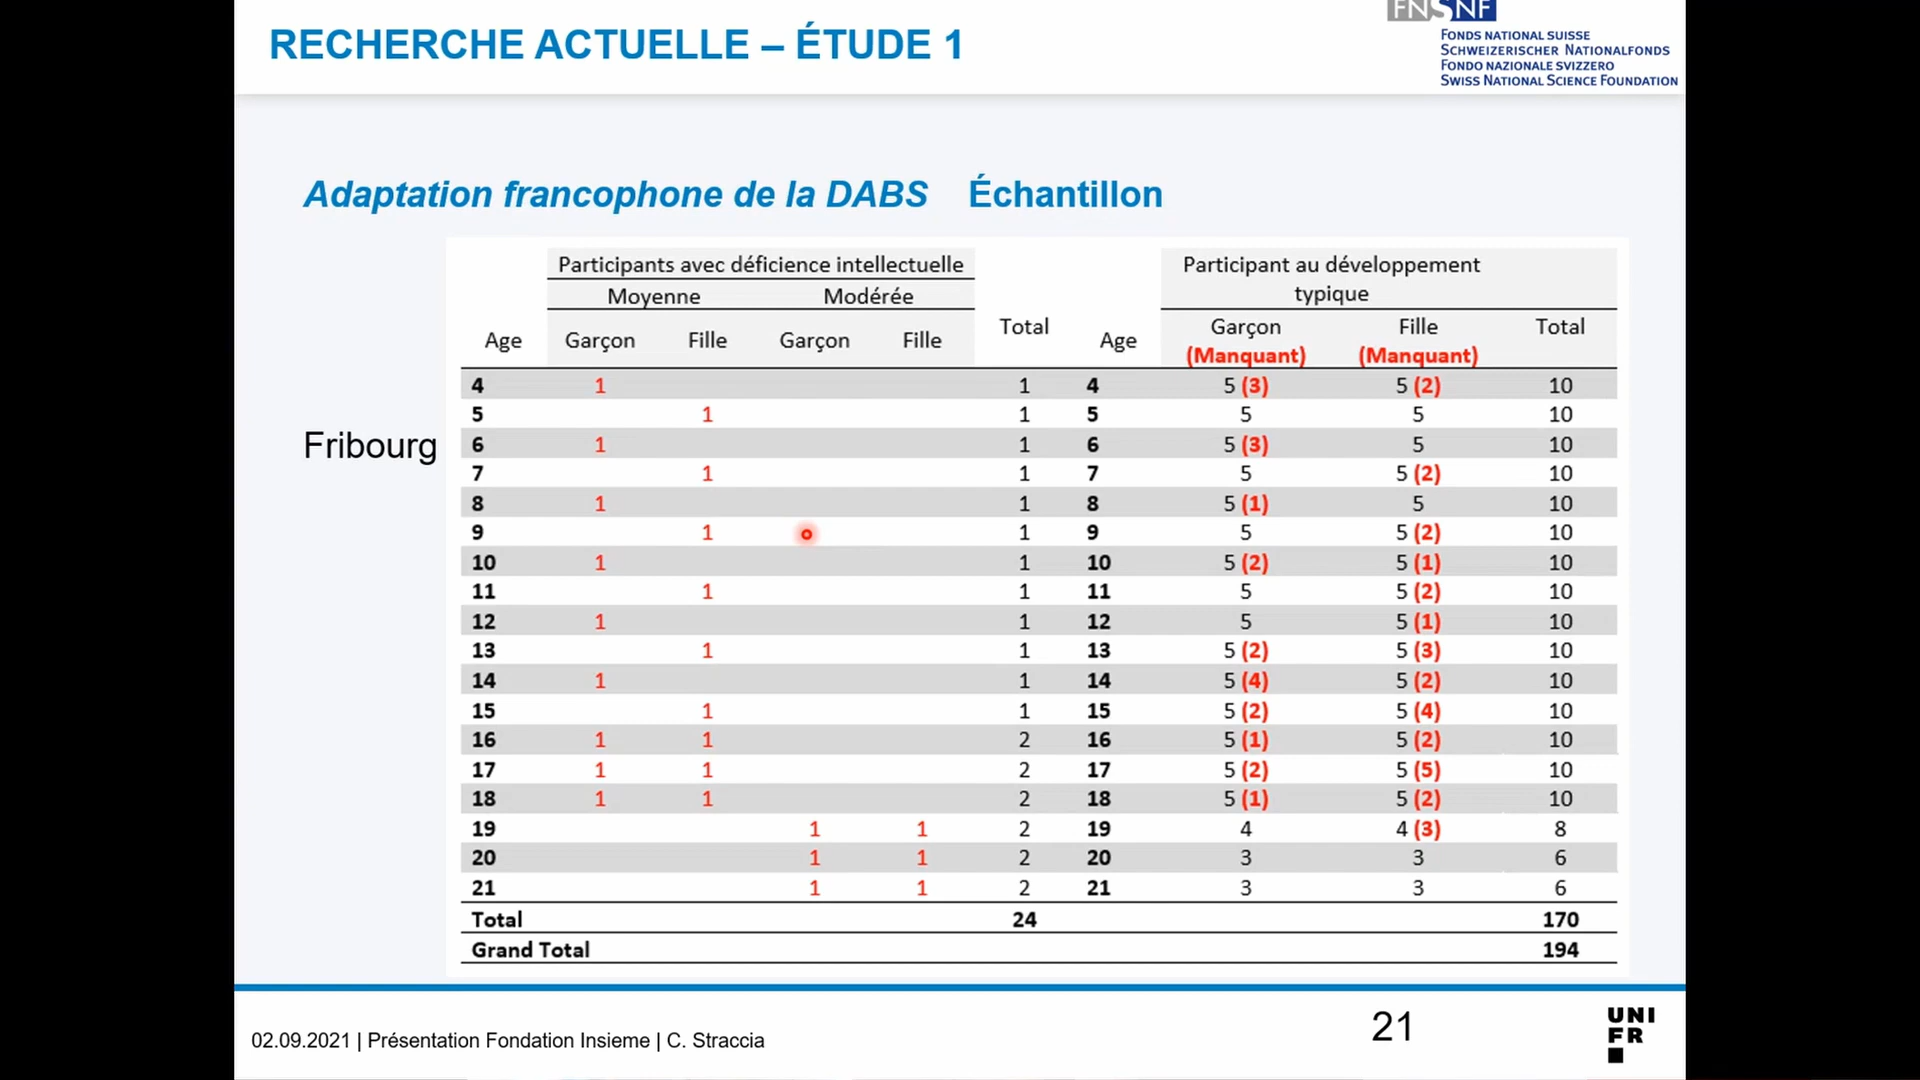 RECHERCHE ACTUELLE – ÉTUDE 1
FNSNF
FONDS NATIONAL SUISSE
SCHWEIZERISCHER NATIONALFONDS
FONDO NAZIONALE SVIZZERO
SWISS NATIONAL SCIENCE FOUNDATION
Adaptation francophone de la DABS Échantillon
Fribourg
Participants avec déficience intellectuelle Participant au développement typique
Moyenne Modérée
Age Garçon Fille Garçon Fille Total Age Garçon (Manquant) Fille (Manquant) Total
4 1 1 4 5 (3) 5 (2) 10
5 1 1 5 5 5 10
6 1 1 6 5 (3) 5 10
7 1 1 7 5 5 (2) 10
8 1 1 8 5 (1) 5 10
9 1 1 9 5 5 (2) 10
10 1 1 10 5 (2) 5 (1) 10
11 1 1 11 5 5 (2) 10
12 1 1 12 5 5 (1) 10
13 1 1 13 5 (2) 5 (3) 10
14 1 1 14 5 (4) 5 (2) 10
15 1 1 15 5 (2) 5 (4) 10
16 1 1 2 16 5 (1) 5 (2) 10
17 1 1 2 17 5 (2) 5 (5) 10
18 1 1 2 18 5 (1) 5 (2) 10
19 1 1 2 19 4 4 (3) 8
20 1 1 2 20 3 3 6
21 1 1 2 21 3 3 6
Total 24 170
Grand Total 194
02.09.2021 | Présentation Fondation Insieme | C. Straccia
21
UNI
FR